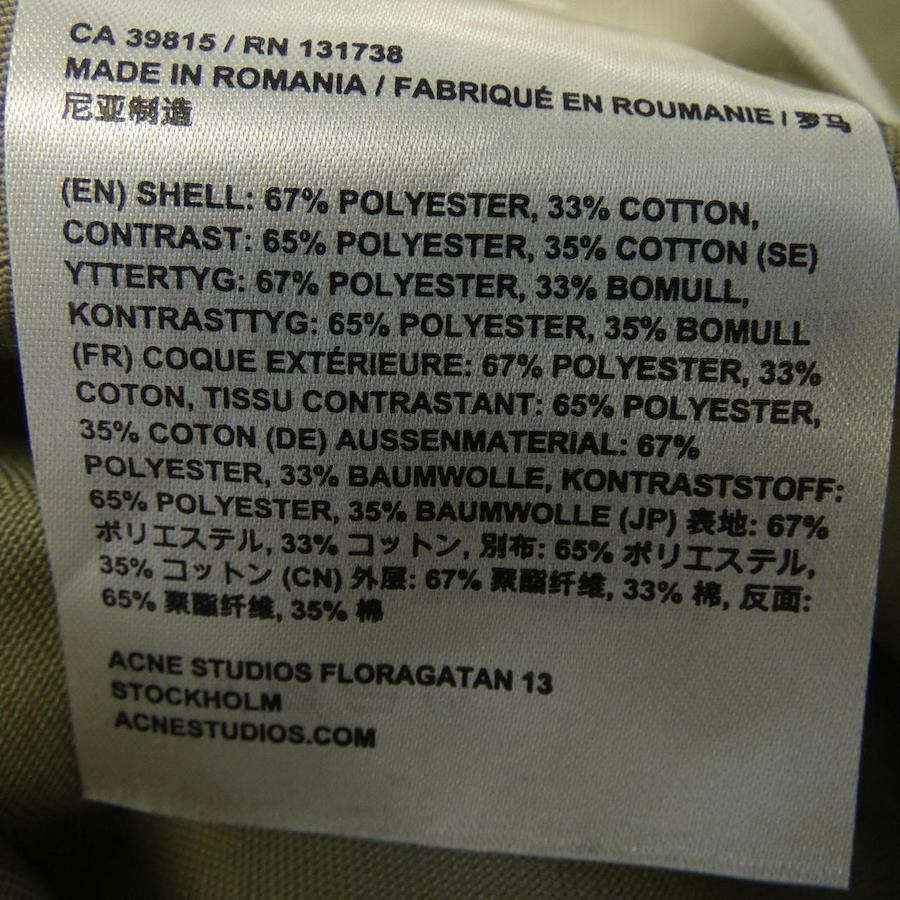 CA 39815 / RN 131738
MADE IN ROMANIA / FABRIQUÉ EN ROUMANIE / 罗马
尼亚制造
(EN) SHELL: 67% POLYESTER, 33% COTTON,
CONTRAST: 65% POLYESTER, 35% COTTON (SE)
YTTERTYG: 67% POLYESTER, 33% BOMULL,
KONTRASTTYG: 65% POLYESTER, 35% BOMULL
(FR) COQUE EXTÉRIEURE: 67% POLYESTER, 33%
COTON, TISSU CONTRASTANT: 65% POLYESTER,
35% COTON (DE) AUSSENMATERIAL: 67%
POLYESTER, 33% BAUMWOLLE, KONTRASTSTOFF:
65% POLYESTER, 35% BAUMWOLLE (JP) 表地: 67%
ポリエステル, 33% コットン, 別布: 65% ポリエステル,
35% コットン (CN) 外层: 67% 聚酯纤维, 33% 棉, 反面:
65% 聚酯纤维, 35% 棉
ACNE STUDIOS FLORAGATAN 13
STOCKHOLM
ACNESTUDIOS.COM